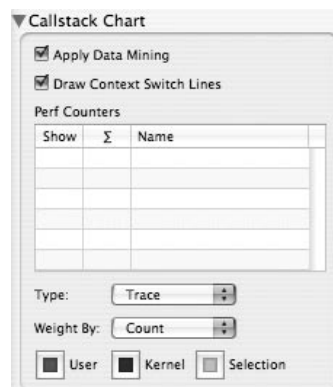 Callstack Chart
Apply Data Mining
Draw Context Switch Lines
Perf Counters
Show Σ Name
Type: Trace
Weight By: Count
User Kernel Selection